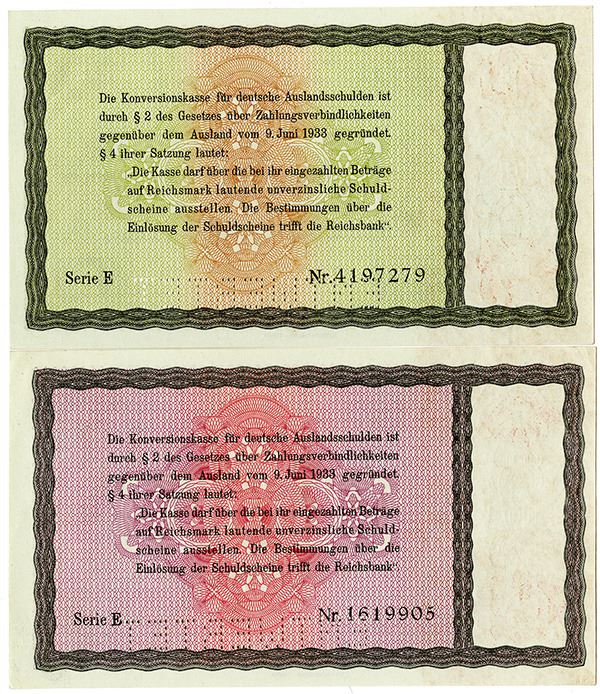 Die Konversionskasse für deutsche Auslandsschulden ist
durch § 2 des Gesetzes über Zahlungsverbindlichkeiten
gegenüber dem Ausland vom 9. Juni 1933 gegründet.
§ 4 ihrer Satzung lautet:
„Die Kasse darf über die bei ihr eingezahlten Beträge
auf Reichsmark lautende unverzinsliche Schuld-
scheine ausstellen. Die Bestimmungen über die
Einlösung der Schuldscheine trifft die Reichsbank“.
Serie E Nr. 4197279
Die Konversionskasse für deutsche Auslandsschulden ist
durch § 2 des Gesetzes über Zahlungsverbindlichkeiten
gegenüber dem Ausland vom 9. Juni 1933 gegründet.
§ 4 ihrer Satzung lautet:
„Die Kasse darf über die bei ihr eingezahlten Beträge
auf Reichsmark lautende unverzinsliche Schuld-
scheine ausstellen. Die Bestimmungen über die
Einlösung der Schuldscheine trifft die Reichsbank“.
Serie E Nr. 1619905